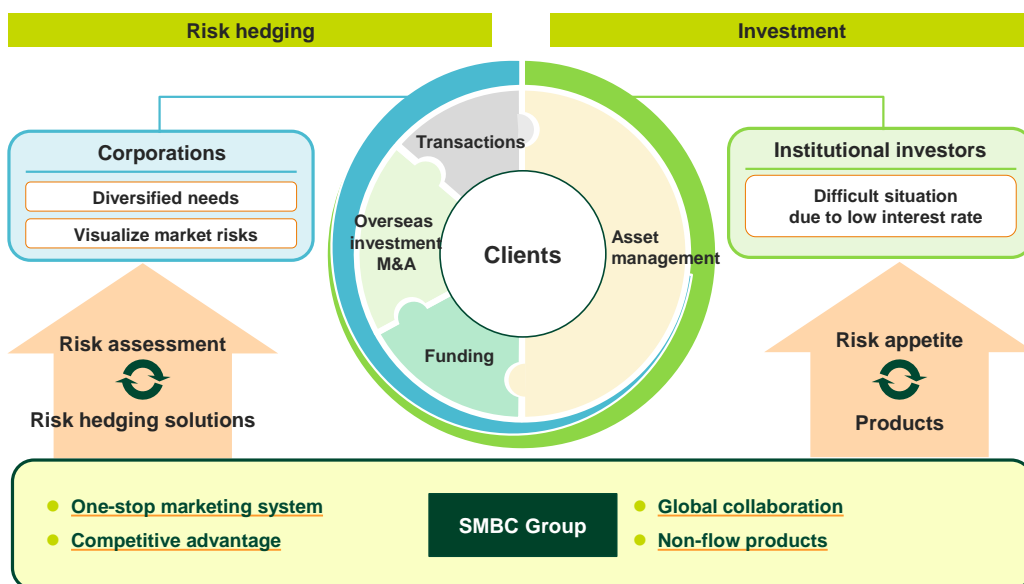 Risk hedging
Investment
Corporations
Diversified needs
Visualize market risks
Transactions
Overseas
investment
M&A
Funding
Clients
Asset
management
Institutional investors
Difficult situation
due to low interest rate
Risk assessment
Risk hedging solutions
Risk appetite
Products
One-stop marketing system
Competitive advantage
SMBC Group
Global collaboration
Non-flow products